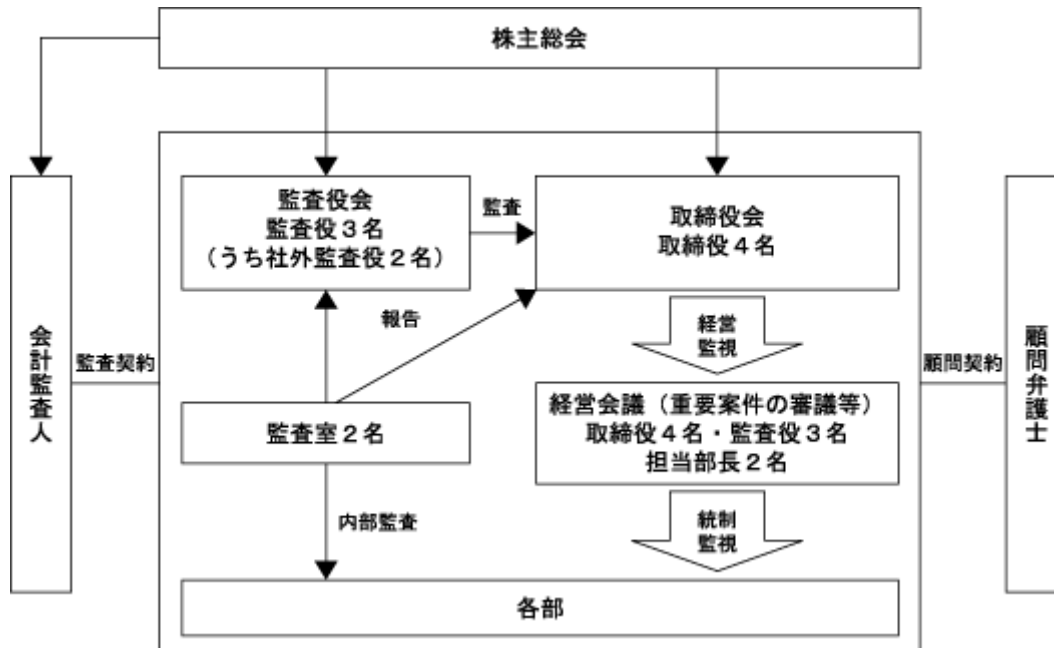 株主総会
監査役会
監査役３名
（うち社外監査役２名）
監査
取締役会
取締役４名
報告
経営
監視
会計監査人
監査契約
顧問契約
顧問弁護士
監査室２名
経営会議（重要案件の審議等）
取締役４名・監査役３名
担当部長２名
内部監査
統制
監視
各部